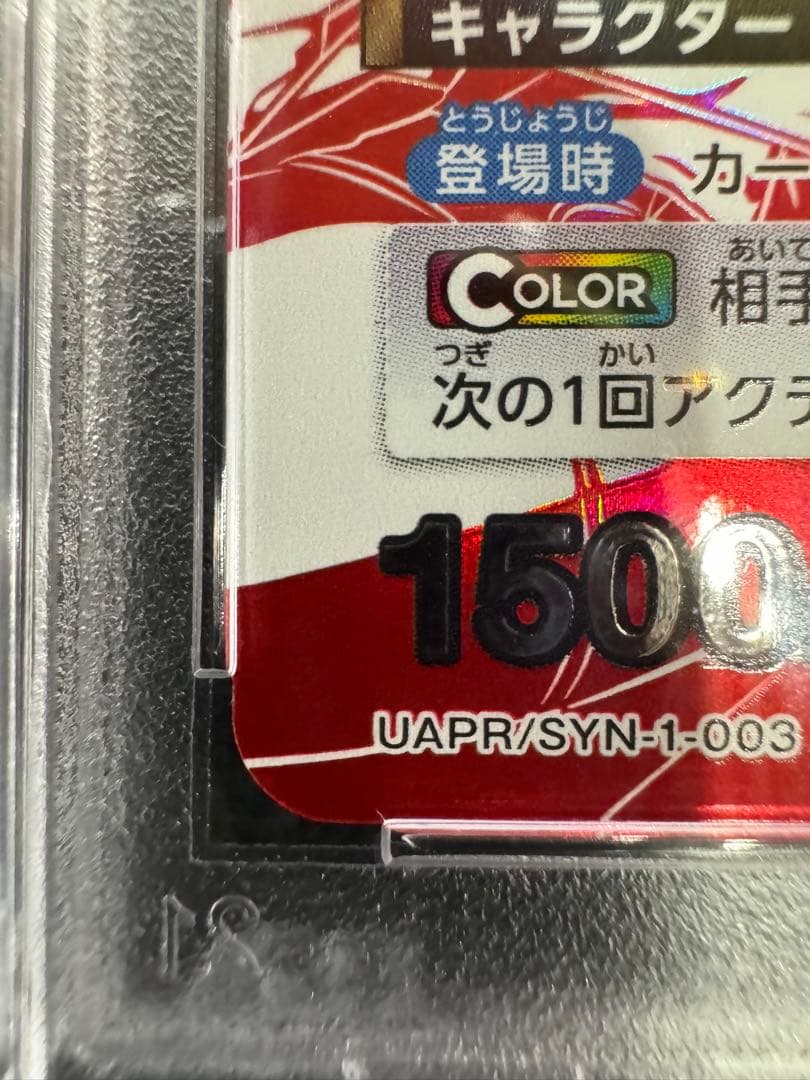 キャラクター
とうじょうじ
登場時 カー
あいて
COLOR 相手
つぎ かい
次の1回アクラ
1500
UAPR/SYN-1-003